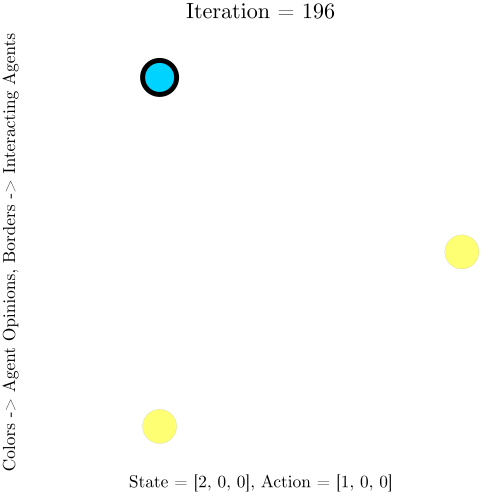 Iteration = 196
Colors -> Agent Opinions, Borders -> Interacting Agents
State = [2, 0, 0], Action = [1, 0, 0]